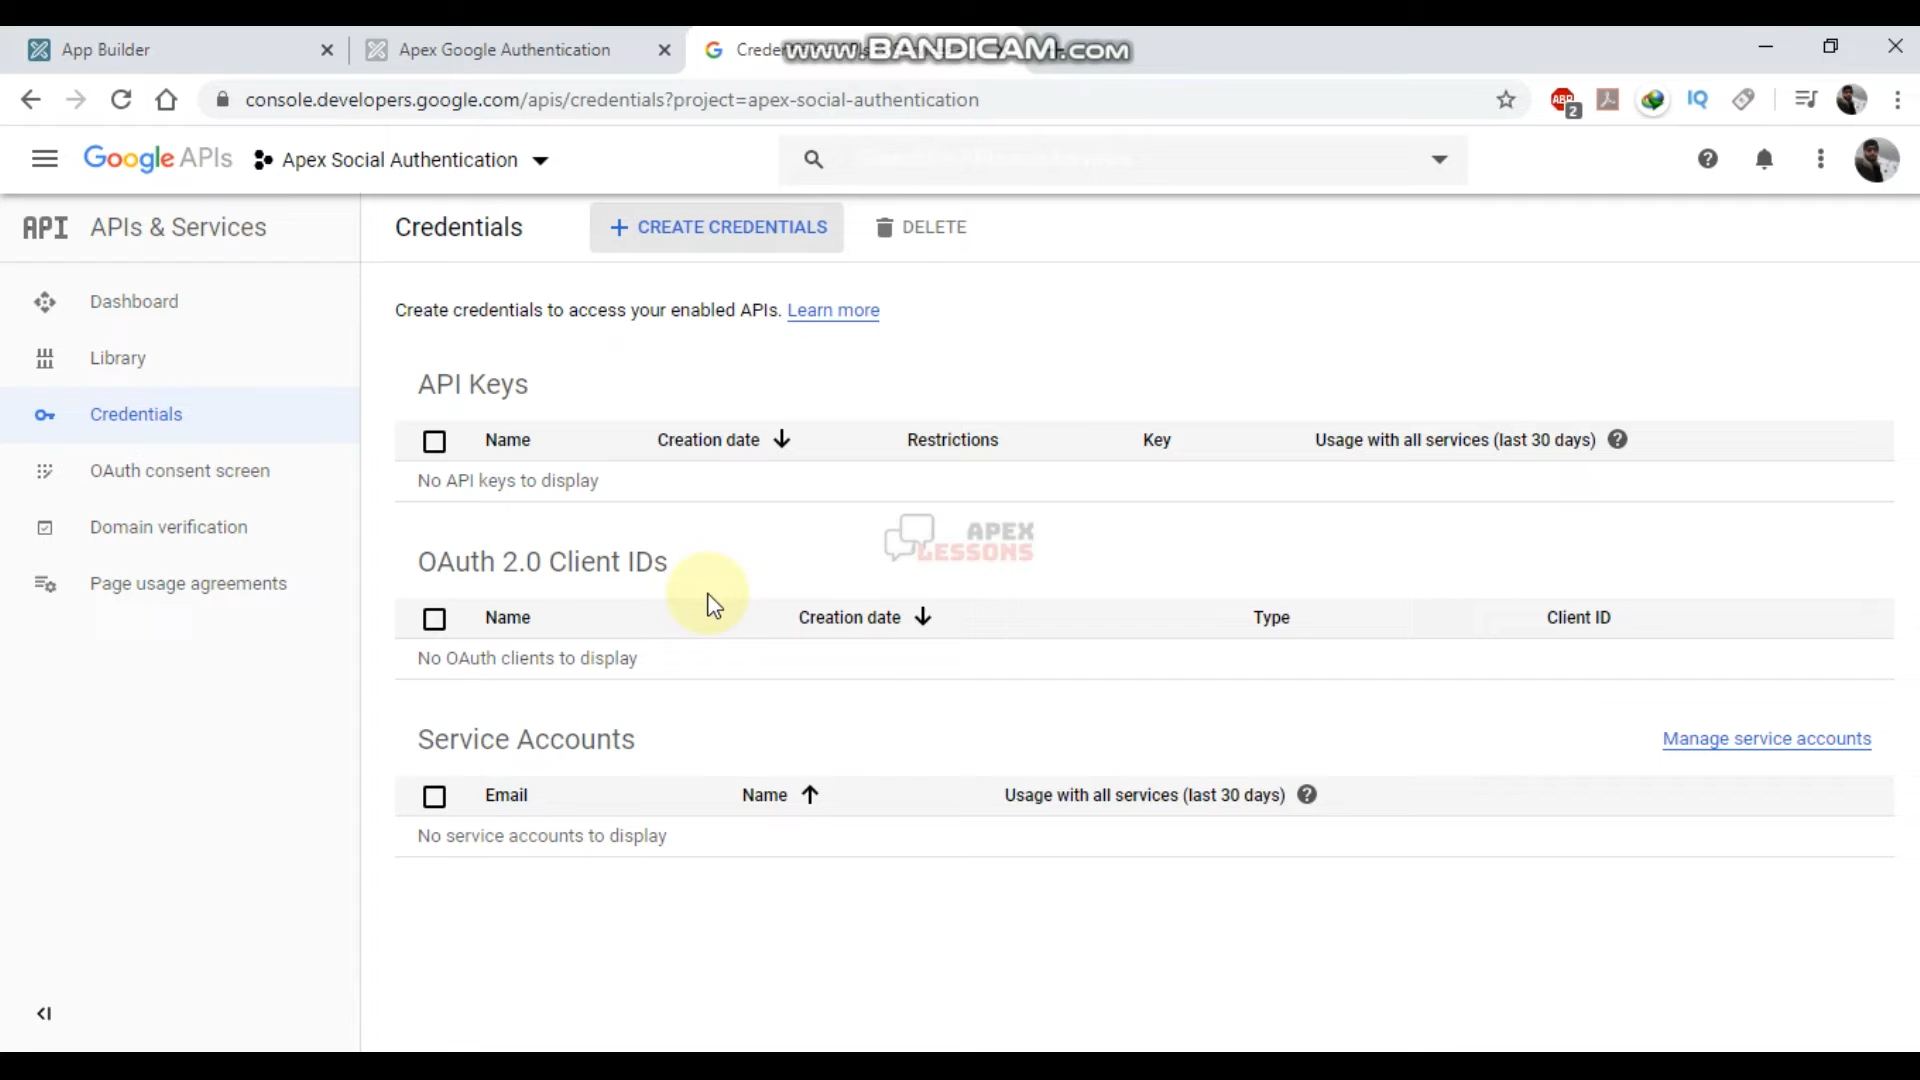 App Builder
Apex Google Authentication
Crede
www.BANDICAM.com
console.developers.google.com/apis/credentials?project=apex-social-authentication
ABP
2
IQ
Google APIs
Apex Social Authentication
API APIs & Services
Credentials
+ CREATE CREDENTIALS
DELETE
Dashboard
Library
Credentials
OAuth consent screen
Domain verification
Page usage agreements
Create credentials to access your enabled APIs. Learn more
API Keys
Name Creation date Restrictions Key Usage with all services (last 30 days)
No API keys to display
APEX
LESSONS
OAuth 2.0 Client IDs
Name Creation date Type Client ID
No OAuth clients to display
Service Accounts
Manage service accounts
Email Name Usage with all services (last 30 days)
No service accounts to display